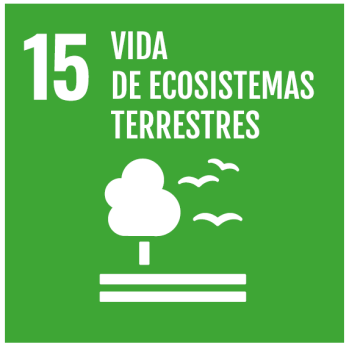 15 VIDA
DE ECOSISTEMAS
TERRESTRES